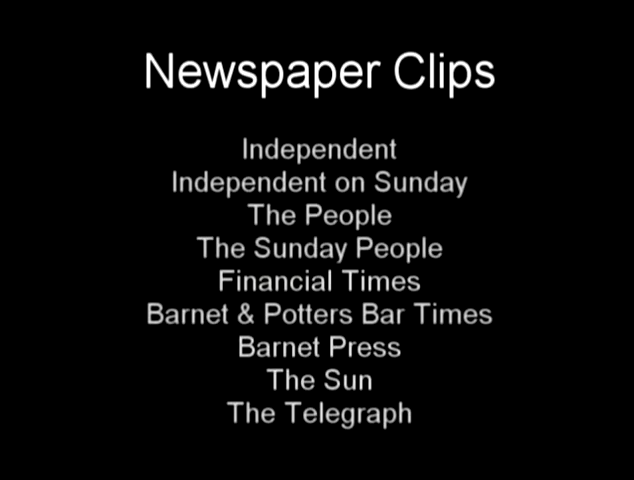 Newspaper Clips
Independent
Independent on Sunday
The People
The Sunday People
Financial Times
Barnet & Potters Bar Times
Barnet Press
The Sun
The Telegraph